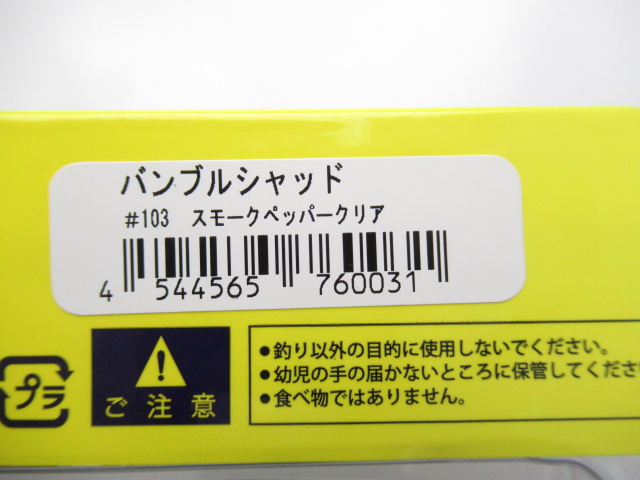 バンブルシャッド
#103 スモークペッパークリア
4 544565 760031
プラ
ご注意
●釣り以外の目的に使用しないでください。
●幼児の手の届かないところに保管してくださ
●食べ物ではありません。